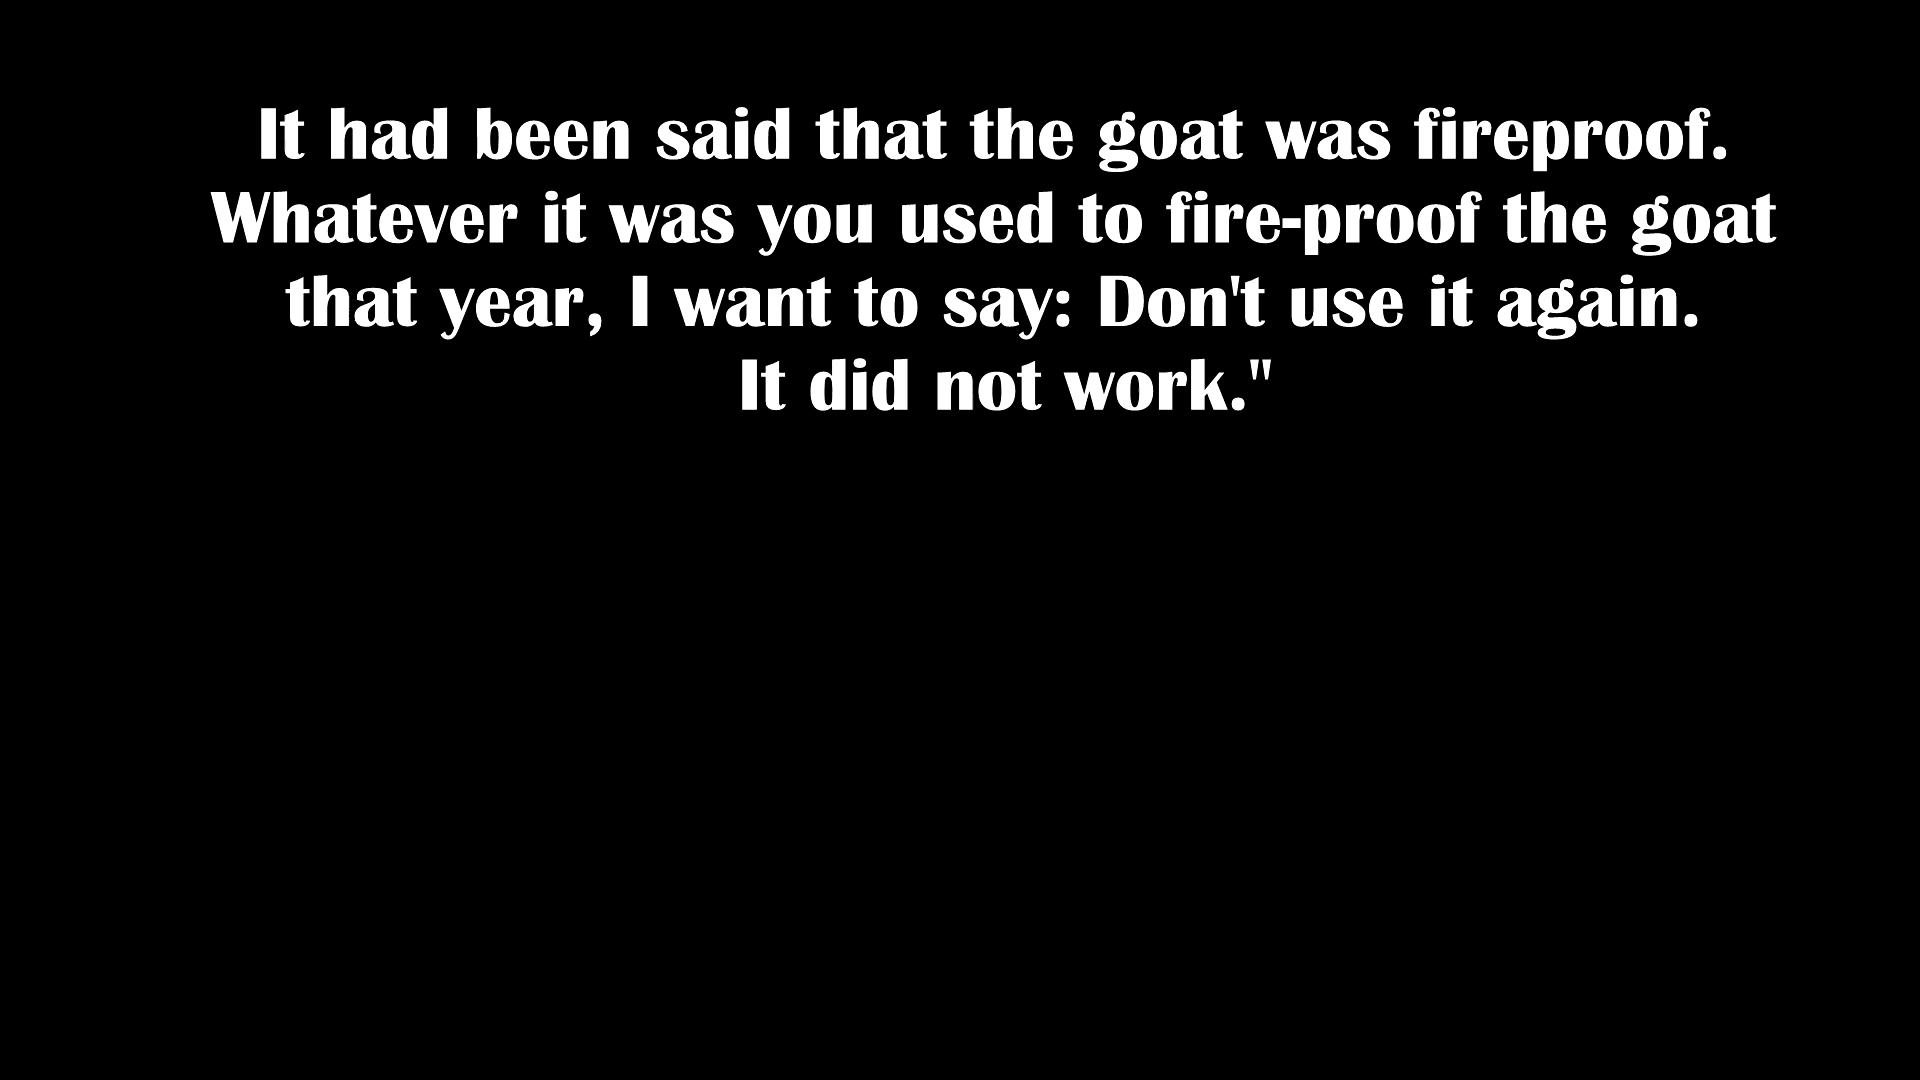 It had been said that the goat was fireproof.
Whatever it was you used to fire-proof the goat
that year, I want to say: Don't use it again.
It did not work."